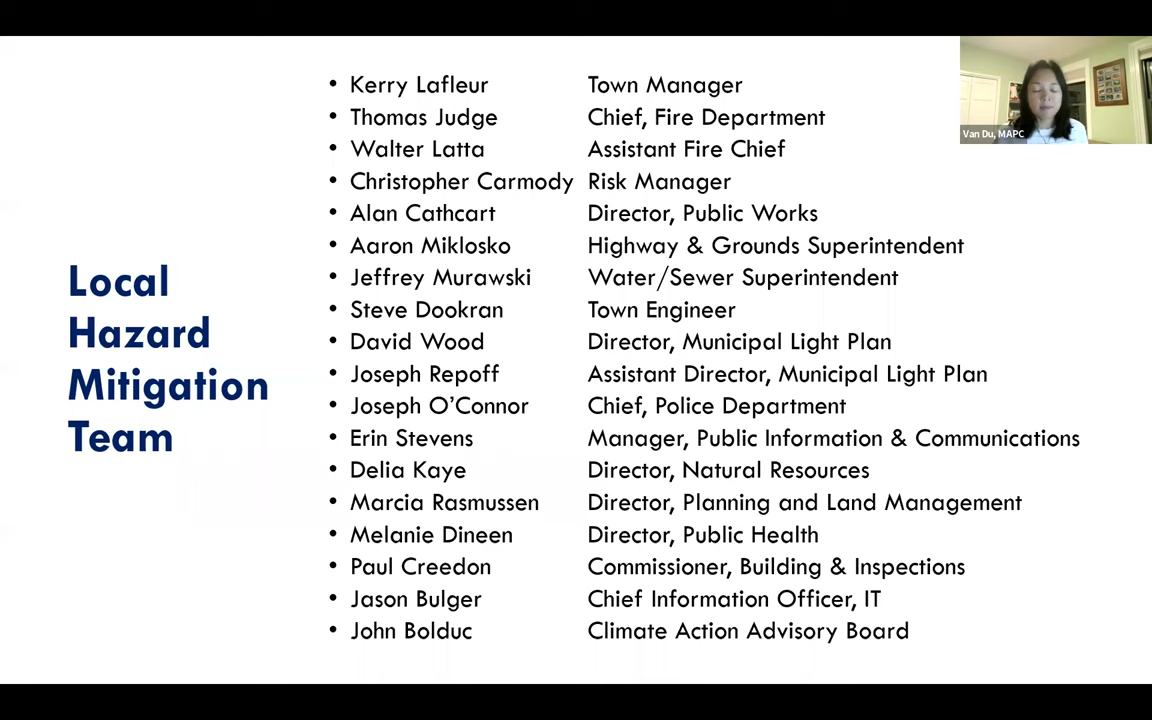 Local
Hazard
Mitigation
Team
• Kerry Lafleur Town Manager
• Thomas Judge Chief, Fire Department
• Walter Latta Assistant Fire Chief
• Christopher Carmody Risk Manager
• Alan Cathcart Director, Public Works
• Aaron Miklosko Highway & Grounds Superintendent
• Jeffrey Murawski Water/Sewer Superintendent
• Steve Dookran Town Engineer
• David Wood Director, Municipal Light Plan
• Joseph Repoff Assistant Director, Municipal Light Plan
• Joseph O’Connor Chief, Police Department
• Erin Stevens Manager, Public Information & Communications
• Delia Kaye Director, Natural Resources
• Marcia Rasmussen Director, Planning and Land Management
• Melanie Dineen Director, Public Health
• Paul Creedon Commissioner, Building & Inspections
• Jason Bulger Chief Information Officer, IT
• John Bolduc Climate Action Advisory Board
Van Du, MAPC